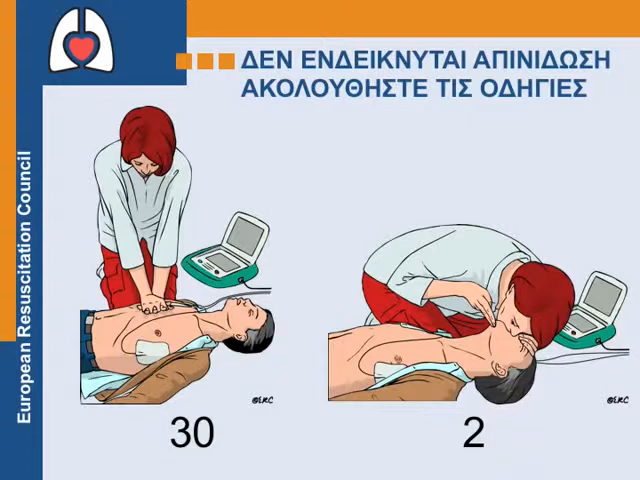 ΔΕΝ ΕΝΔΕΙΚΝΥΤΑΙ ΑΠΙΝΙΔΩΣΗ
ΑΚΟΛΟΥΘΗΣΤΕ ΤΙΣ ΟΔΗΓΙΕΣ
European Resuscitation Council
@ERC
@ERC
30
2